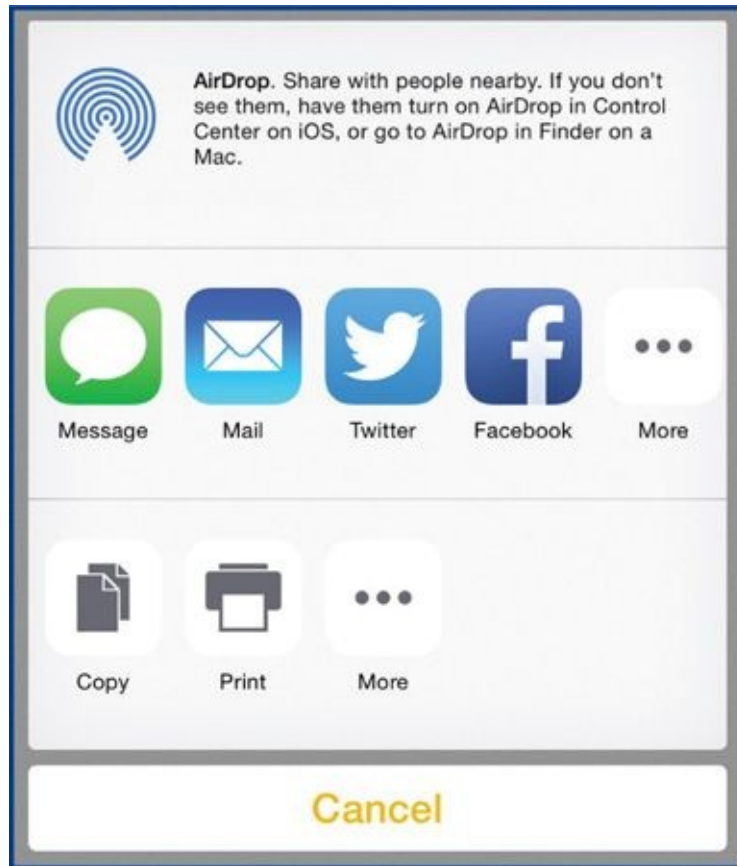 AirDrop. Share with people nearby. If you don't
see them, have them turn on AirDrop in Control
Center on iOS, or go to AirDrop in Finder on a
Mac.
Message Mail Twitter Facebook More
Copy Print More
Cancel